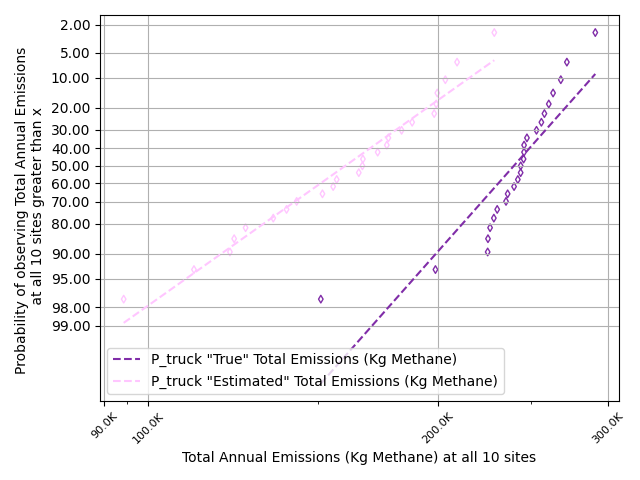 2.00
5.00
10.00
20.00
30.00
40.00
50.00
60.00
70.00
80.00
90.00
95.00
98.00
99.00
Probability of observing Total Annual Emissions
at all 10 sites greater than x
P_truck "True" Total Emissions (Kg Methane)
P_truck "Estimated" Total Emissions (Kg Methane)
90.0K
100.0K
200.0K
300.0K
Total Annual Emissions (Kg Methane) at all 10 sites